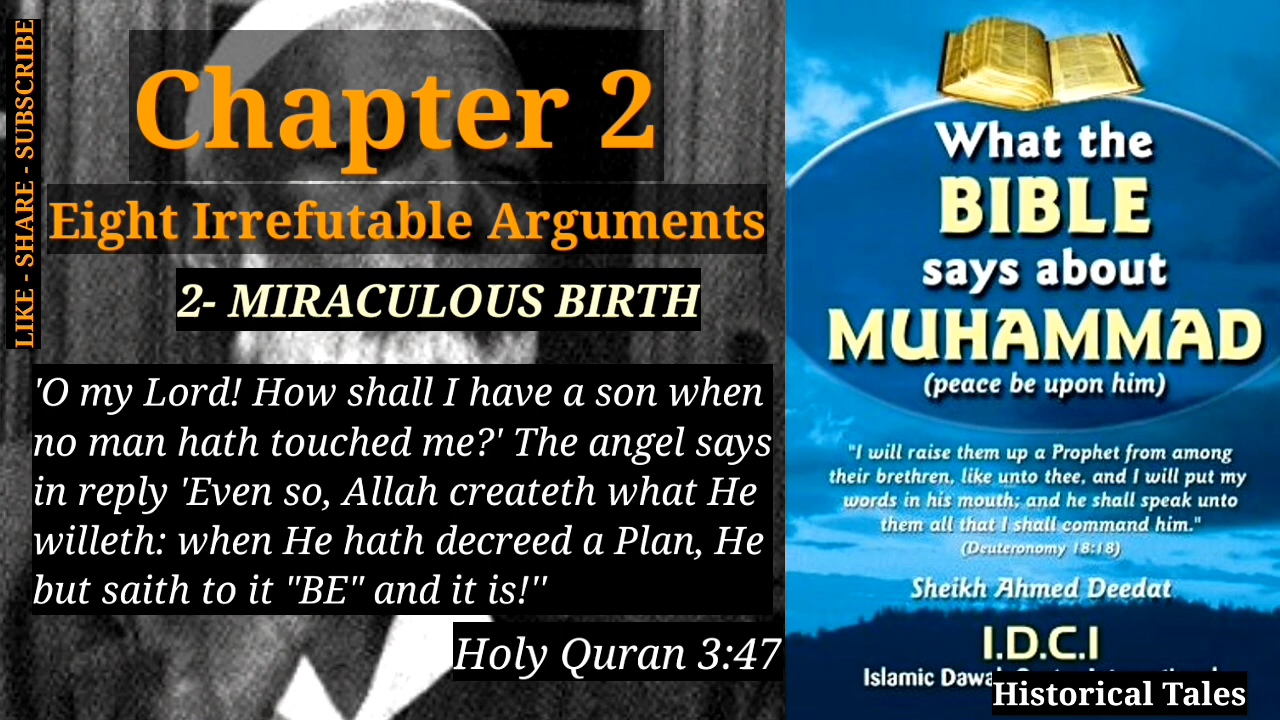 LIKE - SHARE - SUBSCRIBE
Chapter 2
Eight Irrefutable Arguments
2- MIRACULOUS BIRTH
'O my Lord! How shall I have a son when
no man hath touched me?' The angel says
in reply 'Even so, Allah createth what He
willeth: when He hath decreed a Plan, He
but saith to it "BE" and it is!''
Holy Quran 3:47
What the
BIBLE
says about
MUHAMMAD
(peace be upon him)
"I will raise them up a Prophet from among
their brethren, like unto thee, and I will put my
words in his mouth; and he shall speak unto
them all that I shall command him."
(Deuteronomy 18:18)
Sheikh Ahmed Deedat
I.D.C.I
Islamic
Historical Tales